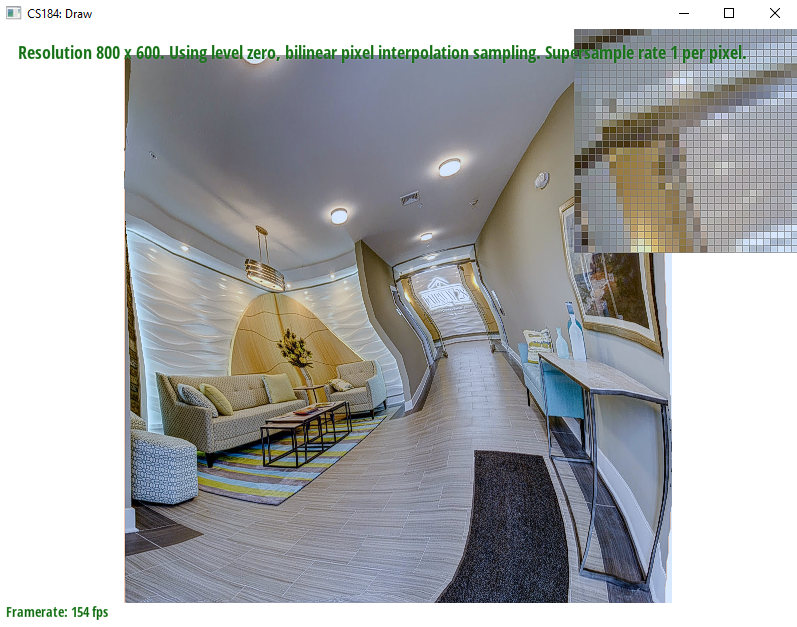 CS184: Draw
Resolution 800 x 600. Using level zero, bilinear pixel interpolation sampling. Supersample rate 1 per pixel.
Framerate: 154 fps